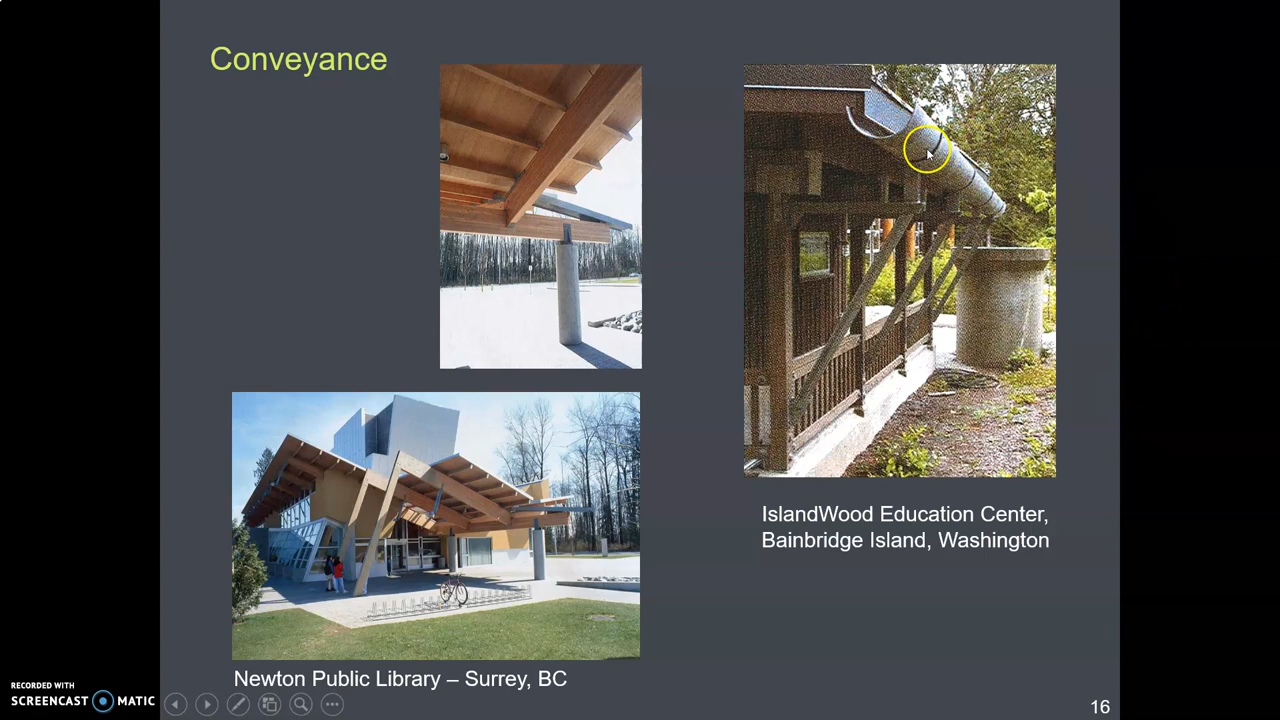 Conveyance
IslandWood Education Center,
Bainbridge Island, Washington
Newton Public Library – Surrey, BC
RECORDED WITH
SCREENCAST MATIC
16